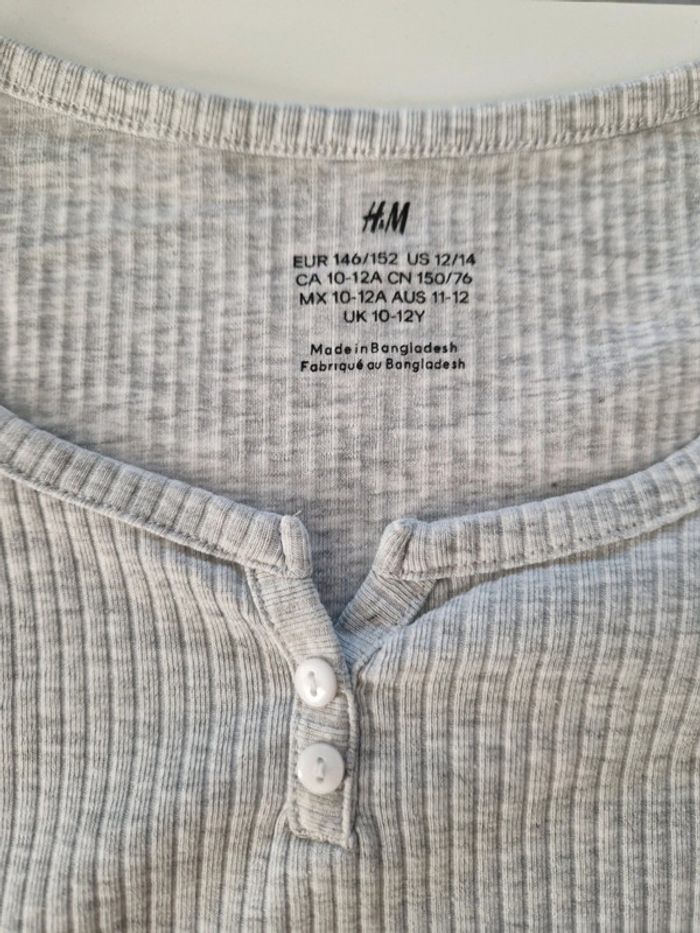 H&M
EUR 146/152 US 12/14
CA 10-12A CN 150/76
MX 10-12A AUS 11-12
UK 10-12Y
Made in Bangladesh
Fabriqué au Bangladesh